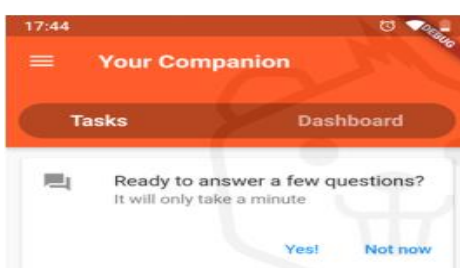 17:44
DEBUG
Your Companion
Tasks Dashboard
Ready to answer a few questions?
It will only take a minute
Yes! Not now